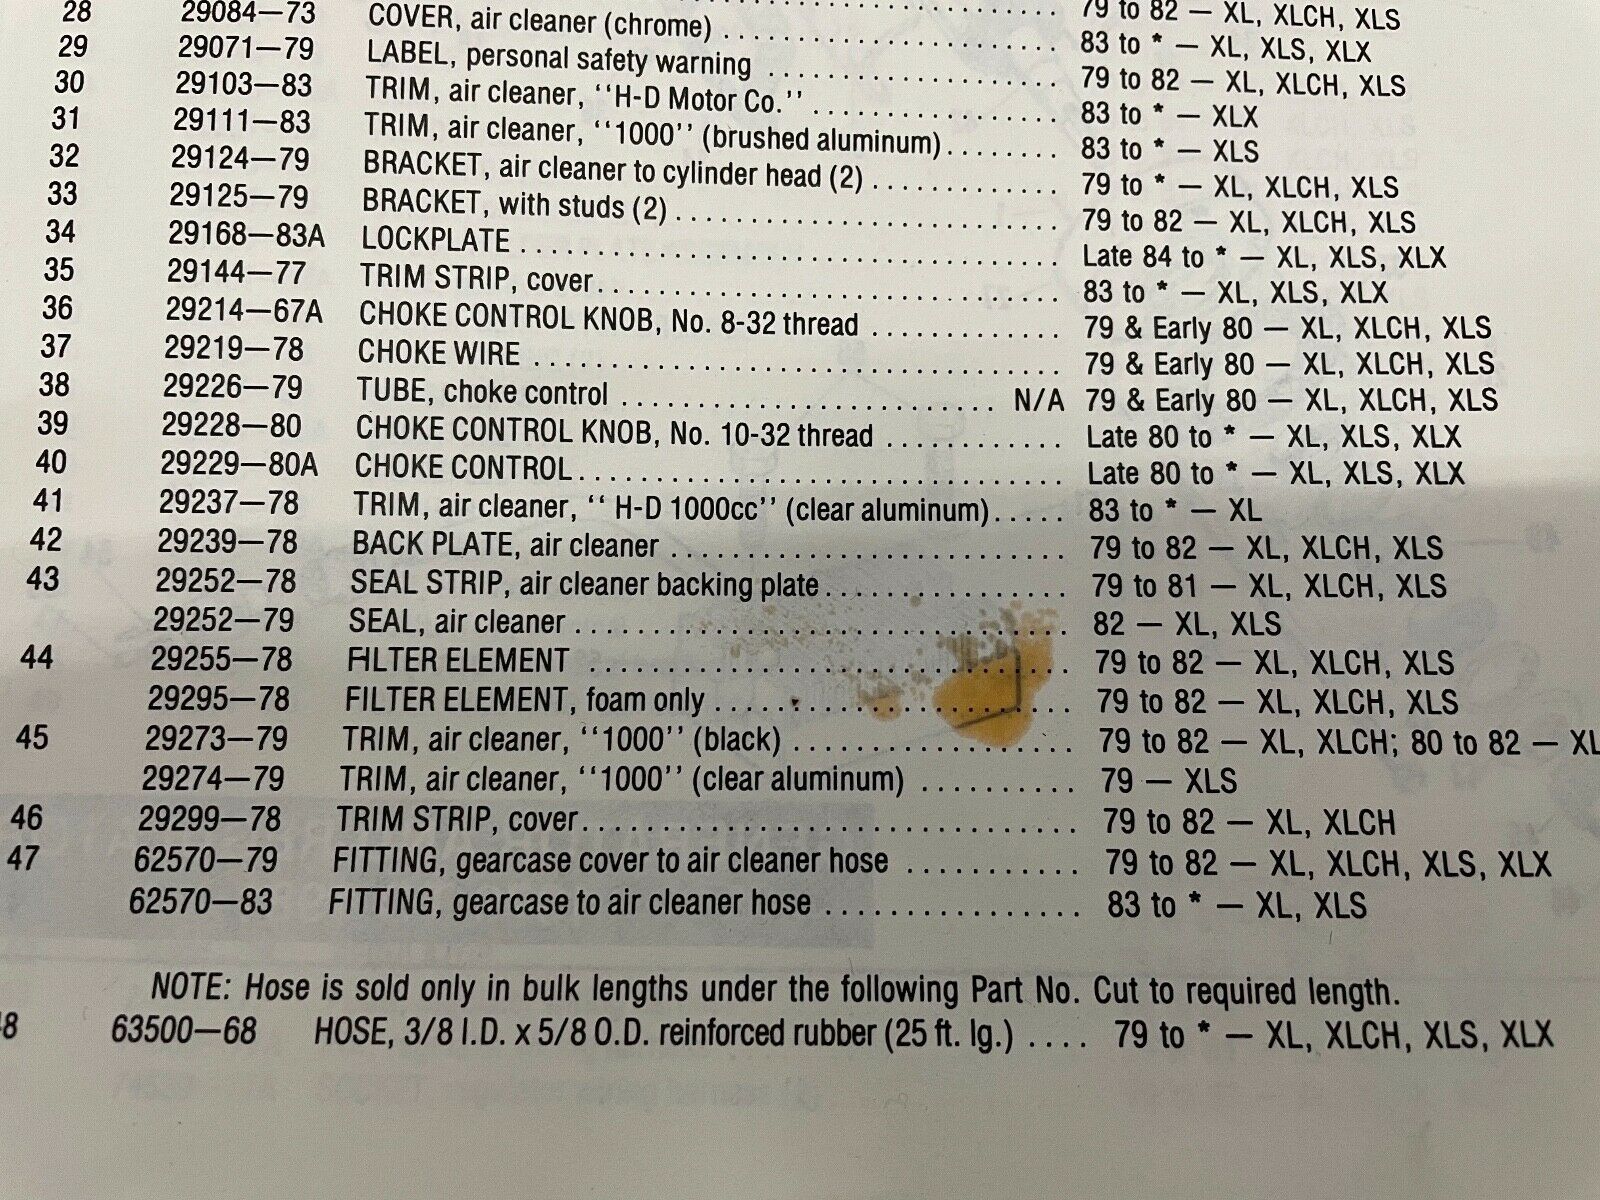 79 to 82 — XL, XLCH, XLS
28 29084—73 COVER, air cleaner (chrome) . . . . . . . . . . 83 to * — XL, XLS, XLX
29 29071—79 LABEL, personal safety warning . . . . . . . . . . 79 to 82 — XL, XLCH, XLS
30 29103—83 TRIM, air cleaner, ‘‘H-D Motor Co.’’ . . . . . . . . . . 83 to * — XLX
31 29111—83 TRIM, air cleaner, ‘‘1000’’ (brushed aluminum) . . . . . . . . 83 to * — XLS
32 29124—79 BRACKET, air cleaner to cylinder head (2) . . . . . . . . . . 79 to * — XL, XLCH, XLS
33 29125—79 BRACKET, with studs (2) . . . . . . . . . . 79 to 82 — XL, XLCH, XLS
34 29168—83A LOCKPLATE . . . . . . . . . . Late 84 to * — XL, XLS, XLX
35 29144—77 TRIM STRIP, cover . . . . . . . . . . 83 to * — XL, XLS, XLX
36 29214—67A CHOKE CONTROL KNOB, No. 8-32 thread . . . . . . . . . . 79 & Early 80 — XL, XLCH, XLS
37 29219—78 CHOKE WIRE . . . . . . . . . . 79 & Early 80 — XL, XLCH, XLS
38 29226—79 TUBE, choke control . . . . . . . . . . N/A 79 & Early 80 — XL, XLCH, XLS
39 29228—80 CHOKE CONTROL KNOB, No. 10-32 thread . . . . . . . . . . Late 80 to * — XL, XLS, XLX
40 29229—80A CHOKE CONTROL . . . . . . . . . . Late 80 to * — XL, XLS, XLX
41 29237—78 TRIM, air cleaner, ‘‘ H-D 1000cc’’ (clear aluminum) . . . . . 83 to * — XL
42 29239—78 BACK PLATE, air cleaner . . . . . . . . . . 79 to 82 — XL, XLCH, XLS
43 29252—78 SEAL STRIP, air cleaner backing plate . . . . . . . . . . 79 to 81 — XL, XLCH, XLS
29252—79 SEAL, air cleaner . . . . . . . . . . 82 — XL, XLS
44 29255—78 FILTER ELEMENT . . . . . . . . . . 79 to 82 — XL, XLCH, XLS
29295—78 FILTER ELEMENT, foam only . . . . . . . . . . 79 to 82 — XL, XLCH, XLS
45 29273—79 TRIM, air cleaner, ‘‘1000’’ (black) . . . . . . . . . . 79 to 82 — XL, XLCH; 80 to 82 — XL
29274—79 TRIM, air cleaner, ‘‘1000’’ (clear aluminum) . . . . . . . . . . 79 — XLS
46 29299—78 TRIM STRIP, cover . . . . . . . . . . 79 to 82 — XL, XLCH
47 62570—79 FITTING, gearcase cover to air cleaner hose . . . . . . . . . . 79 to 82 — XL, XLCH, XLS, XLX
62570—83 FITTING, gearcase to air cleaner hose . . . . . . . . . . 83 to * — XL, XLS
NOTE: Hose is sold only in bulk lengths under the following Part No. Cut to required length.
48 63500—68 HOSE, 3/8 I.D. x 5/8 O.D. reinforced rubber (25 ft. lg.) . . . . 79 to * — XL, XLCH, XLS, XLX